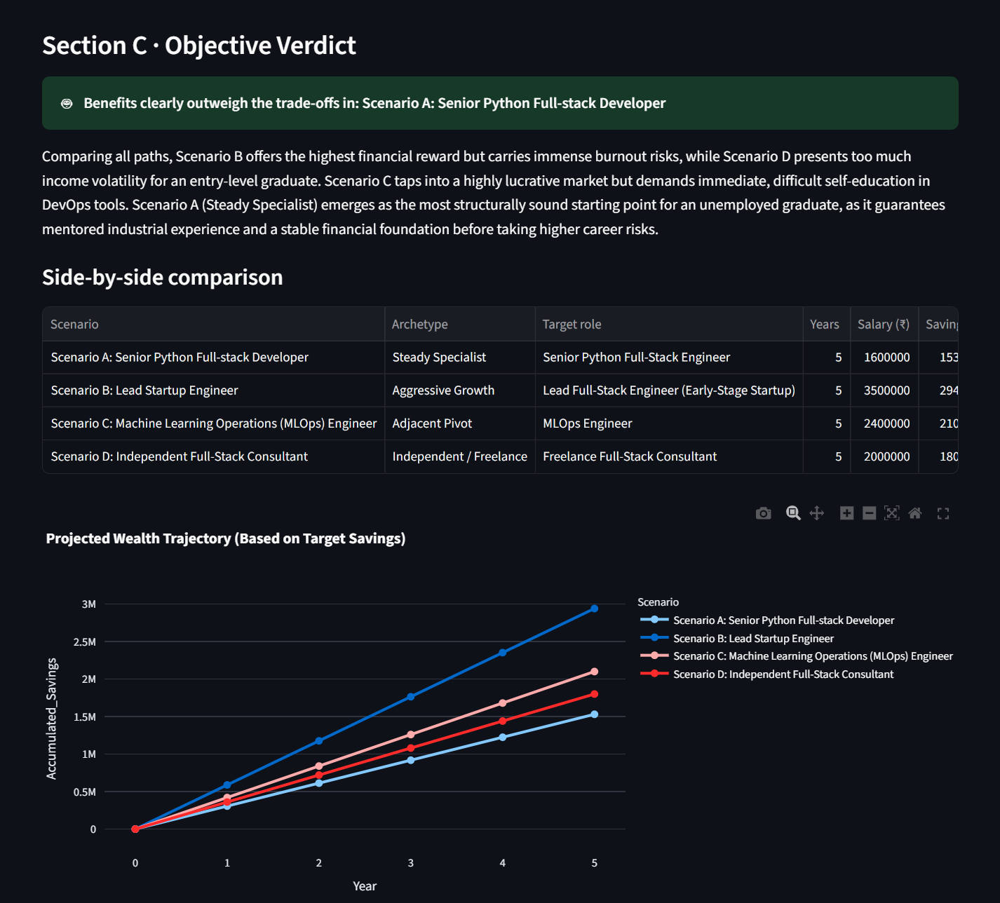 Section C · Objective Verdict
Benefits clearly outweigh the trade-offs in: Scenario A: Senior Python Full-stack Developer
Comparing all paths, Scenario B offers the highest financial reward but carries immense burnout risks, while Scenario D presents too much
income volatility for an entry-level graduate. Scenario C taps into a highly lucrative market but demands immediate, difficult self-education in
DevOps tools. Scenario A (Steady Specialist) emerges as the most structurally sound starting point for an unemployed graduate, as it guarantees
mentored industrial experience and a stable financial foundation before taking higher career risks.
Side-by-side comparison
Scenario Archetype Target role Years Salary (₹) Saving
Scenario A: Senior Python Full-stack Developer Steady Specialist Senior Python Full-Stack Engineer 5 1600000 153
Scenario B: Lead Startup Engineer Aggressive Growth Lead Full-Stack Engineer (Early-Stage Startup) 5 3500000 294
Scenario C: Machine Learning Operations (MLOps) Engineer Adjacent Pivot MLOps Engineer 5 2400000 210
Scenario D: Independent Full-Stack Consultant Independent / Freelance Freelance Full-Stack Consultant 5 2000000 180
Projected Wealth Trajectory (Based on Target Savings)
3M
2.5M
2M
1.5M
1M
0.5M
0
Accumulated_Savings
0 1 2 3 4 5
Year
Scenario
Scenario A: Senior Python Full-stack Developer
Scenario B: Lead Startup Engineer
Scenario C: Machine Learning Operations (MLOps) Engineer
Scenario D: Independent Full-Stack Consultant